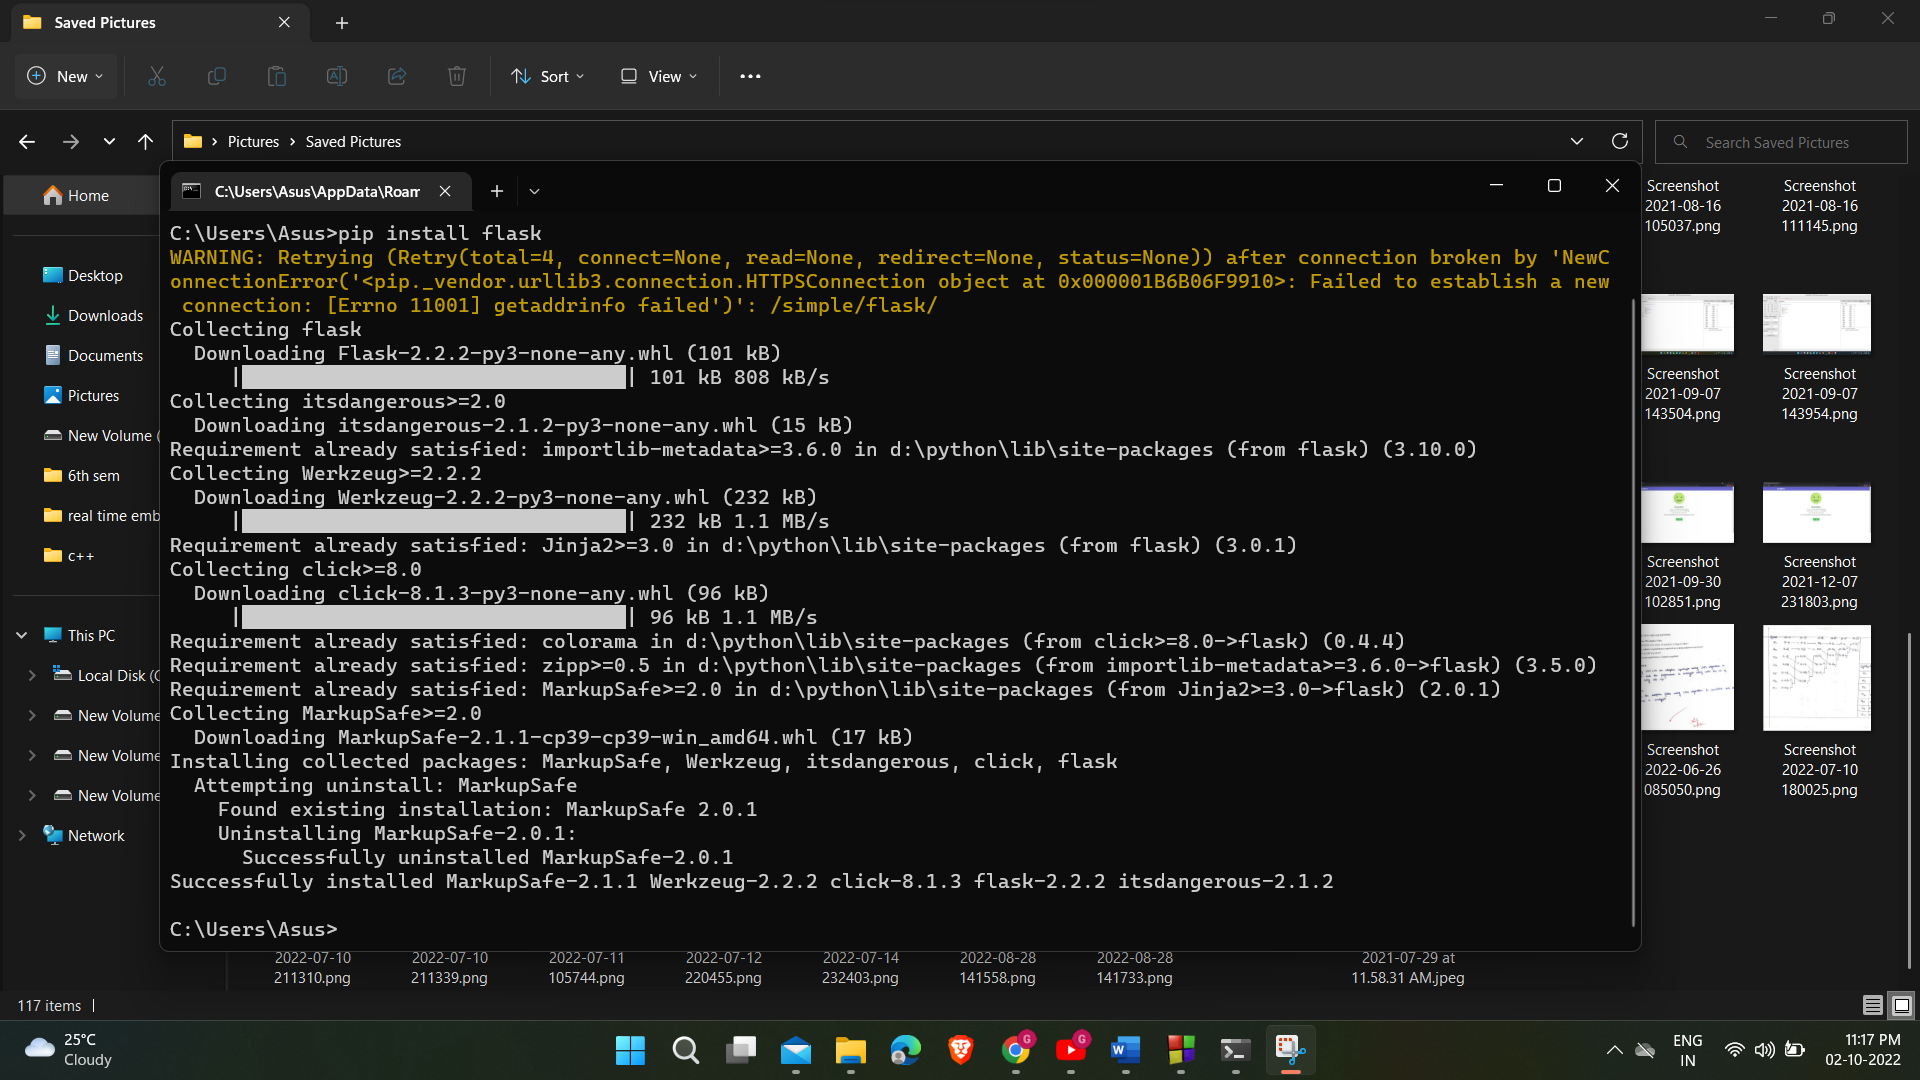 Saved Pictures
New
Sort
View
Pictures
Saved Pictures
Search Saved Pictures
Home
Desktop
Downloads
Documents
Pictures
New Volume (
6th sem
real time emb
c++
This PC
Local Disk (C
New Volume
New Volume
New Volume
Network
C:\Users\Asus\AppData\Roam
C:\Users\Asus>pip install flask
WARNING: Retrying (Retry(total=4, connect=None, read=None, redirect=None, status=None)) after connection broken by 'NewC
onnectionError('<pip._vendor.urllib3.connection.HTTPSConnection object at 0x000001B6B06F9910>: Failed to establish a new
connection: [Errno 11001] getaddrinfo failed')': /simple/flask/
Collecting flask
Downloading Flask-2.2.2-py3-none-any.whl (101 kB)
| | 101 kB 808 kB/s
Collecting itsdangerous>=2.0
Downloading itsdangerous-2.1.2-py3-none-any.whl (15 kB)
Requirement already satisfied: importlib-metadata>=3.6.0 in d:\python\lib\site-packages (from flask) (3.10.0)
Collecting Werkzeug>=2.2.2
Downloading Werkzeug-2.2.2-py3-none-any.whl (232 kB)
| | 232 kB 1.1 MB/s
Requirement already satisfied: Jinja2>=3.0 in d:\python\lib\site-packages (from flask) (3.0.1)
Collecting click>=8.0
Downloading click-8.1.3-py3-none-any.whl (96 kB)
| | 96 kB 1.1 MB/s
Requirement already satisfied: colorama in d:\python\lib\site-packages (from click>=8.0->flask) (0.4.4)
Requirement already satisfied: zipp>=0.5 in d:\python\lib\site-packages (from importlib-metadata>=3.6.0->flask) (3.5.0)
Requirement already satisfied: MarkupSafe>=2.0 in d:\python\lib\site-packages (from Jinja2>=3.0->flask) (2.0.1)
Collecting MarkupSafe>=2.0
Downloading MarkupSafe-2.1.1-cp39-cp39-win_amd64.whl (17 kB)
Installing collected packages: MarkupSafe, Werkzeug, itsdangerous, click, flask
Attempting uninstall: MarkupSafe
Found existing installation: MarkupSafe 2.0.1
Uninstalling MarkupSafe-2.0.1:
Successfully uninstalled MarkupSafe-2.0.1
Successfully installed MarkupSafe-2.1.1 Werkzeug-2.2.2 click-8.1.3 flask-2.2.2 itsdangerous-2.1.2
C:\Users\Asus>
Screenshot
2021-08-16
105037.png
Screenshot
2021-08-16
111145.png
Screenshot
2021-09-07
143504.png
Screenshot
2021-09-07
143954.png
Screenshot
2021-09-30
102851.png
Screenshot
2021-12-07
231803.png
Screenshot
2022-06-26
085050.png
Screenshot
2022-07-10
180025.png
2022-07-10
211310.png
2022-07-10
211339.png
2022-07-11
105744.png
2022-07-12
220455.png
2022-07-14
232403.png
2022-08-28
141558.png
2022-08-28
141733.png
2021-07-29 at
11.58.31 AM.jpeg
117 items
25°C
Cloudy
G
G
W
ENG
IN
11:17 PM
02-10-2022